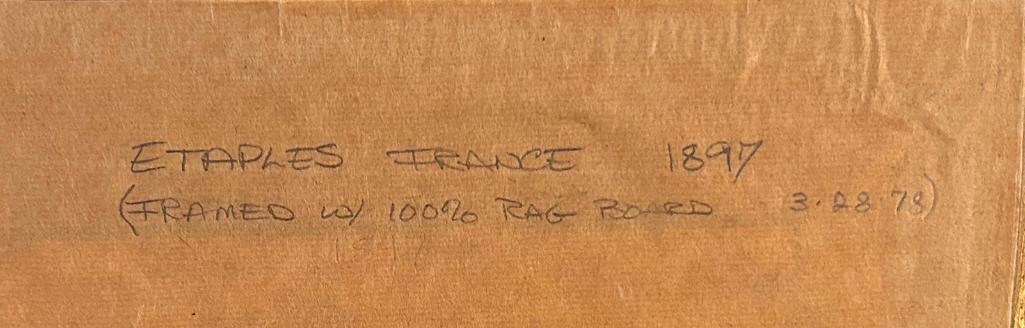 ETAPLES FRANCE 1897
(FRAMED W/ 100% RAG BOARD 3.28.78)